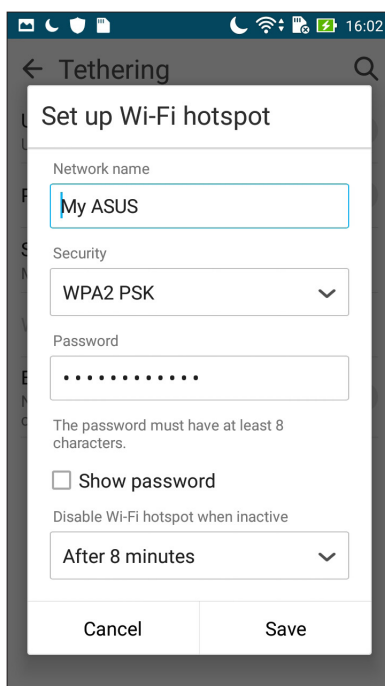 16:02
Tethering
Set up Wi-Fi hotspot
Network name
My ASUS
Security
WPA2 PSK
Password
••••••••••••
The password must have at least 8
characters.
Show password
Disable Wi-Fi hotspot when inactive
After 8 minutes
Cancel
Save